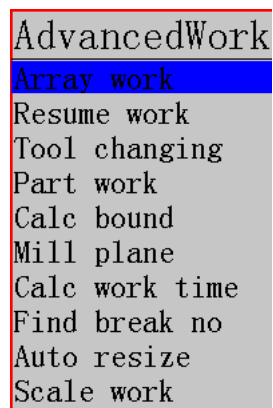 AdvancedWork
Array work
Resume work
Tool changing
Part work
Calc bound
Mill plane
Calc work time
Find break no
Auto resize
Scale work